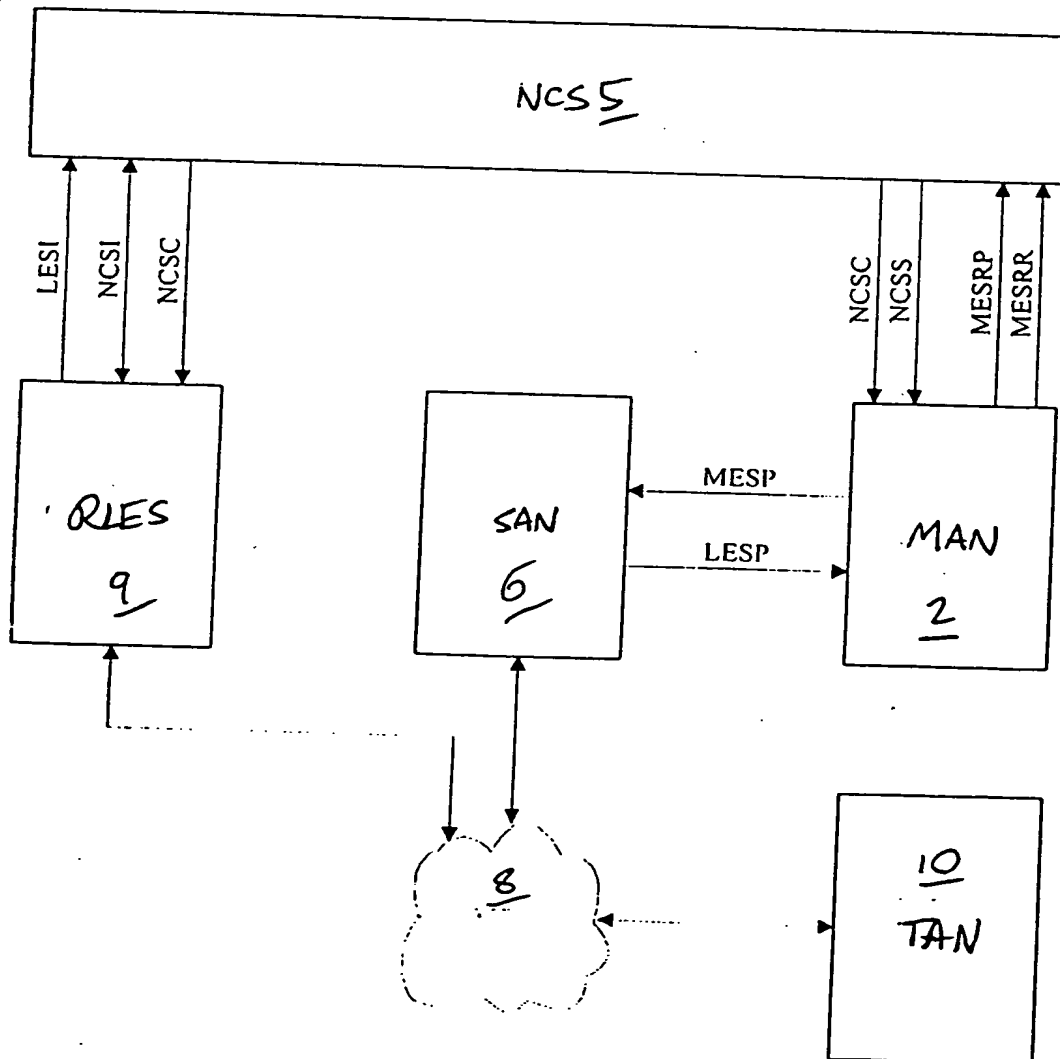 NCS 5
LESI
NCSI
NCSC
NCSC
NCSS
MESRP
MESRR
RLES
9
SAN
6
MESP
LESP
MAN
2
8
10
TAN